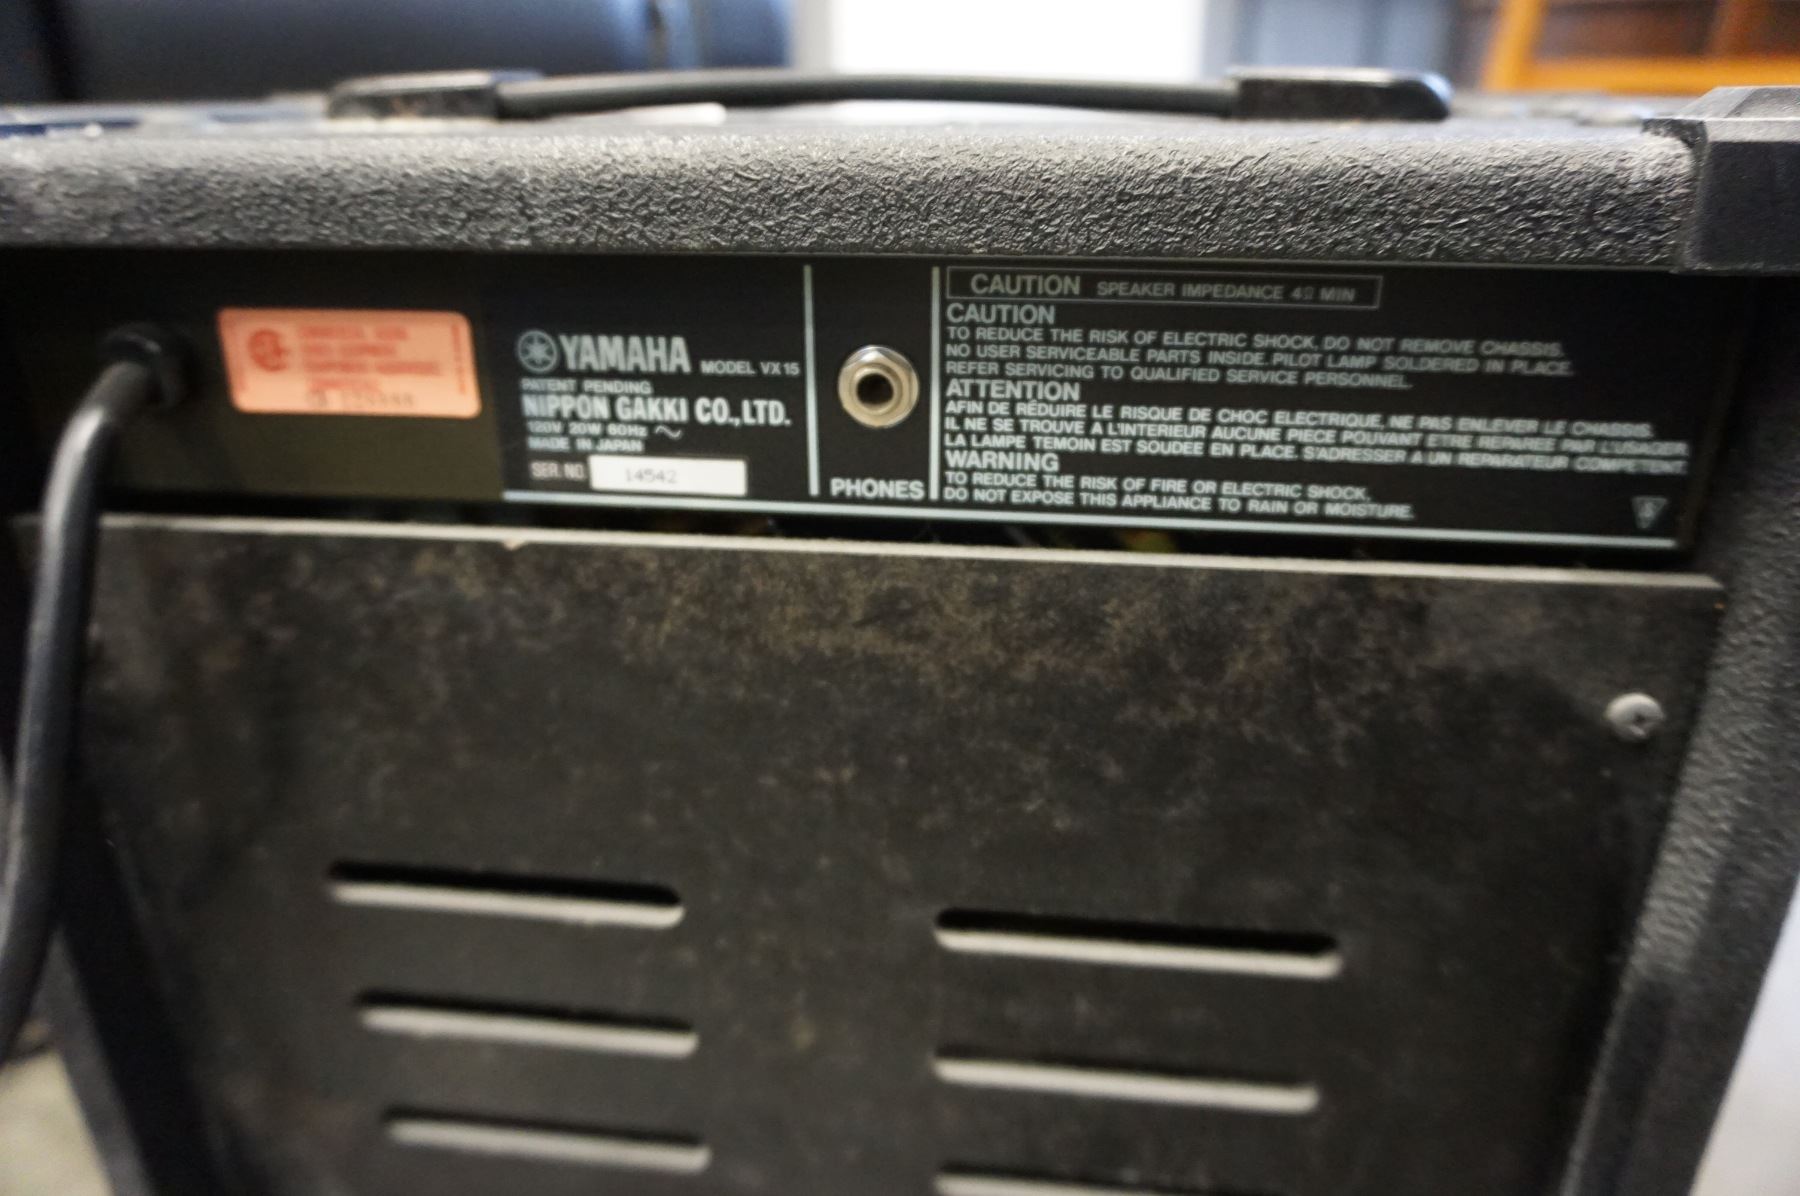 YAMAHA MODEL VX15
PATENT PENDING
NIPPON GAKKI CO.,LTD.
120V 20W 60Hz ~
MADE IN JAPAN
SER. NO. 14542
PHONES
CAUTION SPEAKER IMPEDANCE 4Ω MIN
CAUTION
TO REDUCE THE RISK OF ELECTRIC SHOCK, DO NOT REMOVE CHASSIS.
NO USER SERVICEABLE PARTS INSIDE. PILOT LAMP SOLDERED IN PLACE.
REFER SERVICING TO QUALIFIED SERVICE PERSONNEL.
ATTENTION
AFIN DE RÉDUIRE LE RISQUE DE CHOC ELECTRIQUE, NE PAS ENLEVER LE CHASSIS.
IL NE SE TROUVE A L'INTERIEUR AUCUNE PIECE POUVANT ETRE REPAREE PAR L'USAGER.
LA LAMPE TEMOIN EST SOUDEE EN PLACE. S'ADRESSER A UN REPARATEUR COMPETENT.
WARNING
TO REDUCE THE RISK OF FIRE OR ELECTRIC SHOCK,
DO NOT EXPOSE THIS APPLIANCE TO RAIN OR MOISTURE.